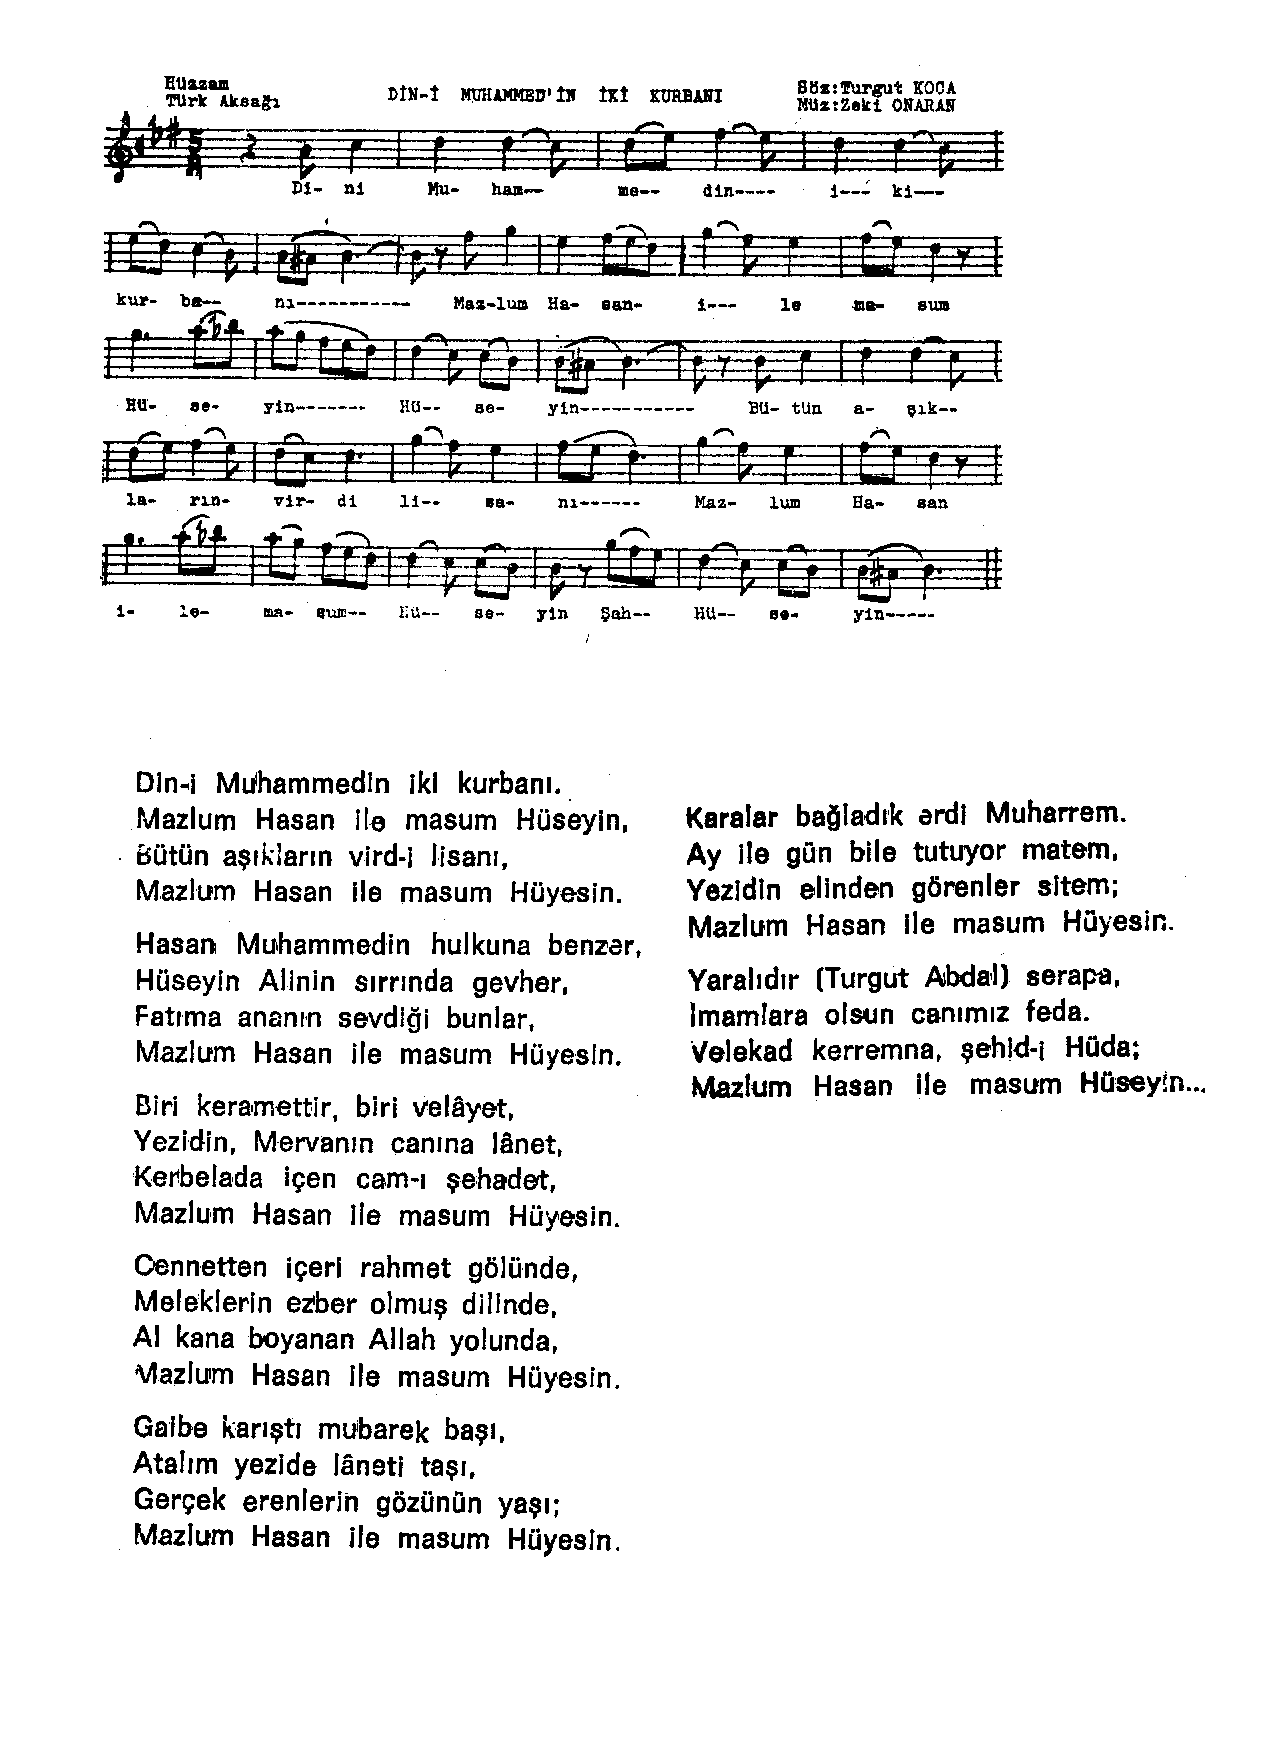 Hüzzam
Türk Aksağı
DİN-İ MUHAMMED'İN İKİ KURBANI
Söz:Turgut KOCA
Müz:Zeki ONARAN
Di- ni Mu- ham-- me-- din---- i--- ki---
kur- ba-- nı----------- Maz-lum Ha- san- i--- le ma- sum
Hü- se- yin------- Hü-- se- yin----------- Bü- tün a- şık--
la- rın- vir- di li-- sa- nı------ Maz- lum Ha- san
i- le- ma- sum-- Hü-- se- yin Şah-- Hü-- se- yin-----
Din-i Muhammedin iki kurbanı.
Mazlum Hasan ile masum Hüseyin,
Bütün aşıkların vird-i lisanı,
Mazlum Hasan ile masum Hüyesin.
Hasan Muhammedin hulkuna benzer,
Hüseyin Alinin sırrında gevher,
Fatıma ananın sevdiği bunlar,
Mazlum Hasan ile masum Hüyesin.
Biri keramettir, biri velâyet,
Yezidin, Mervanın canına lânet,
Kerbelada içen cam-ı şehadet,
Mazlum Hasan ile masum Hüyesin.
Cennetten içeri rahmet gölünde,
Meleklerin ezber olmuş dilinde,
Al kana boyanan Allah yolunda,
Mazlum Hasan ile masum Hüyesin.
Gaibe karıştı mubarek başı,
Atalım yezide lâneti taşı,
Gerçek erenlerin gözünün yaşı;
Mazlum Hasan ile masum Hüyesin.
Karalar bağladık erdi Muharrem.
Ay ile gün bile tutuyor matem,
Yezidin elinden görenler sitem;
Mazlum Hasan ile masum Hüyesin.
Yaralıdır (Turgut Abdal) serapa,
İmamlara olsun canımız feda.
Velekad kerremna, şehid-i Hüda;
Mazlum Hasan ile masum Hüseyin...